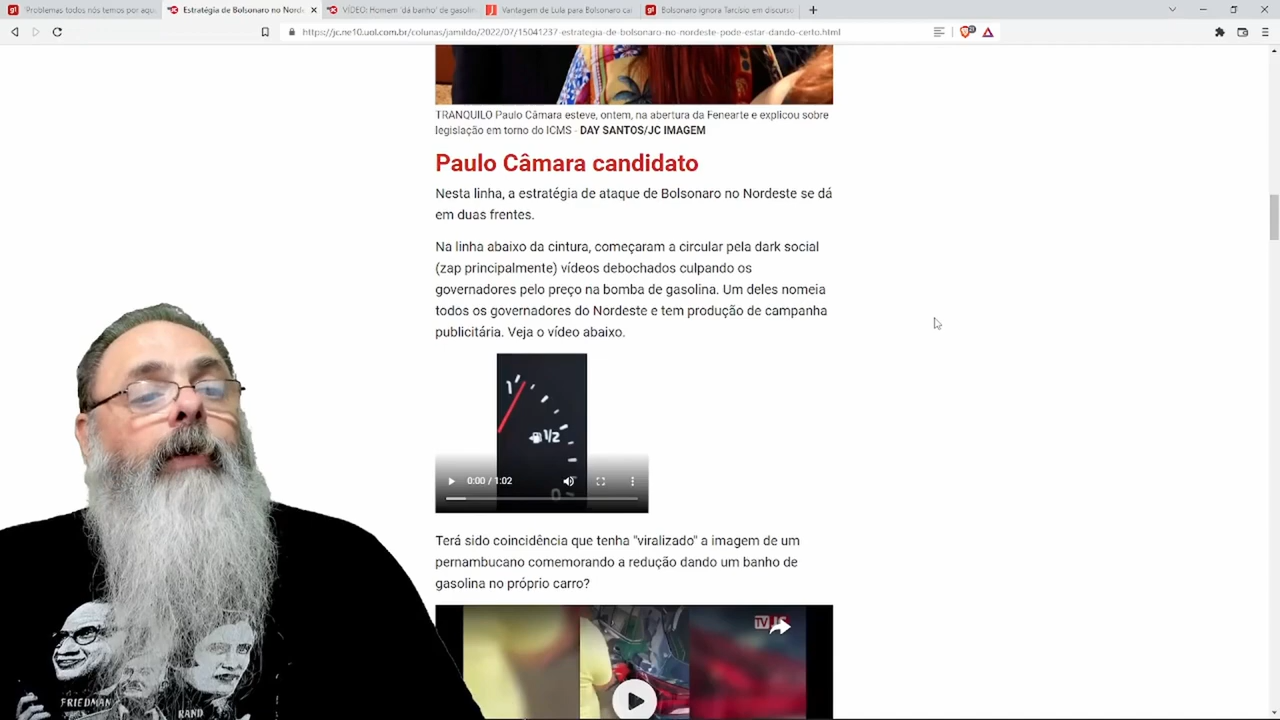 'Problemas todos nós temos por aqu
Estratégia de Bolsonaro no Norde
VÍDEO: Homem "dá banho" de gasolin
Vantagem de Lula para Bolsonaro ca
Bolsonaro ignora Tarcísio em discurso
https://jc.ne10.uol.com.br/colunas/jamildo/2022/07/15041237-estrategia-de-bolsonaro-no-nordeste-pode-estar-dando-certo.html
TRANQUILO Paulo Câmara esteve, ontem, na abertura da Fenearte e explicou sobre
legislação em torno do ICMS - DAY SANTOS/JC IMAGEM
Paulo Câmara candidato
Nesta linha, a estratégia de ataque de Bolsonaro no Nordeste se dá
em duas frentes.
Na linha abaixo da cintura, começaram a circular pela dark social
(zap principalmente) vídeos debochados culpando os
governadores pelo preço na bomba de gasolina. Um deles nomeia
todos os governadores do Nordeste e tem produção de campanha
publicitária. Veja o vídeo abaixo.
1
1/2
0
0:00 / 1:02
Terá sido coincidência que tenha "viralizado" a imagem de um
pernambucano comemorando a redução dando um banho de
gasolina no próprio carro?
TV
FRIEDMAN
RAND